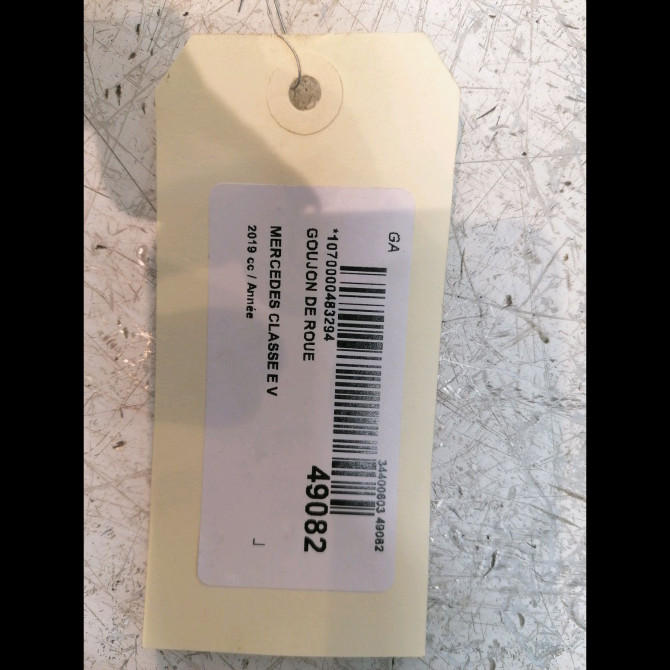 GA
34400603 49082
*1070000483294
GOUJON DE ROUE
49082
MERCEDES CLASSE E V
2019 cc / Année